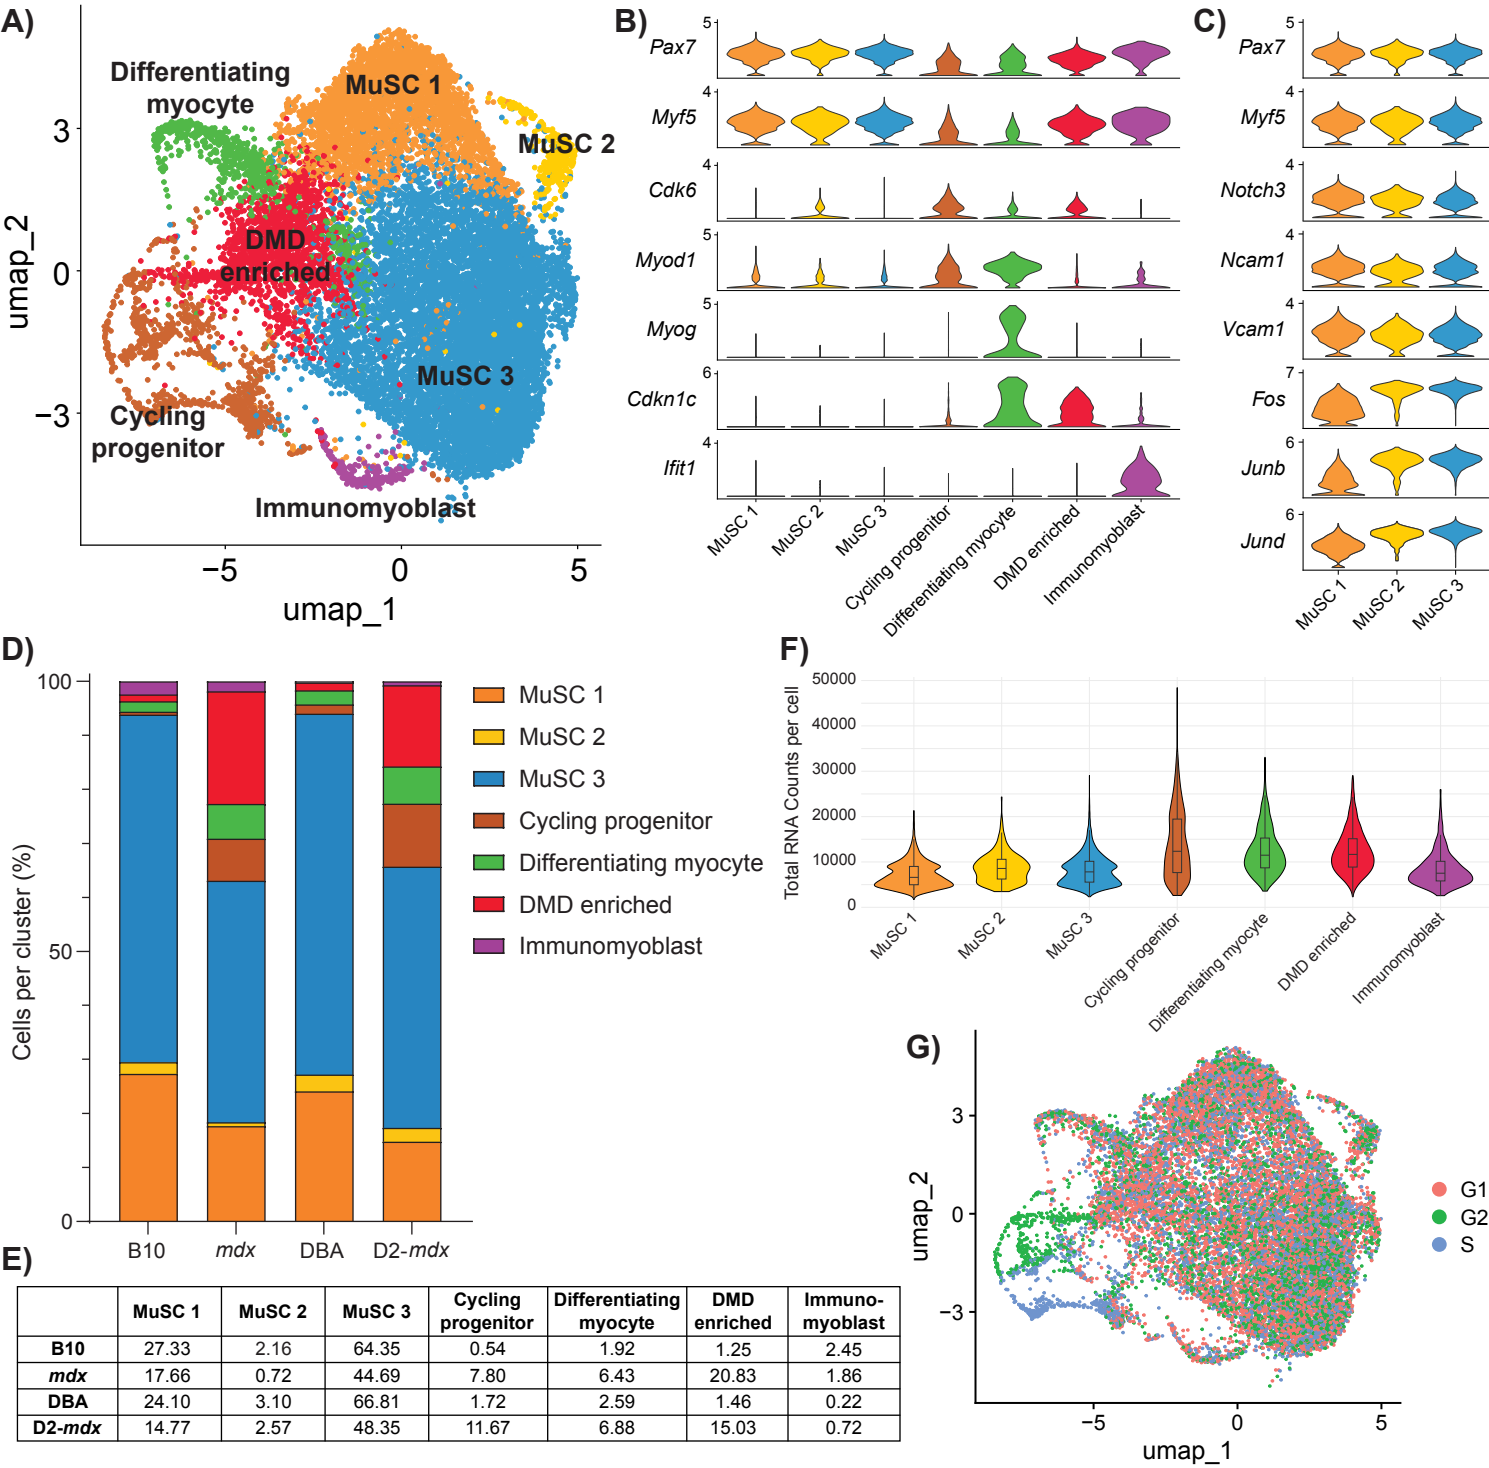 A)
Differentiating
myocyte
MuSC 1
MuSC 2
DMD
enriched
MuSC 3
Cycling
progenitor
Immunomyoblast
3
0
−3
umap_2
−5
0
5
umap_1
B)
Pax7
5
Myf5
4
Cdk6
4
Myod1
5
Myog
5
Cdkn1c
6
Ifit1
4
MuSC 1
MuSC 2
MuSC 3
Cycling progenitor
Differentiating myocyte
DMD enriched
Immunomyoblast
C)
Pax7
5
Myf5
4
Notch3
4
Ncam1
4
Vcam1
4
Fos
7
Junb
6
Jund
6
MuSC 1
MuSC 2
MuSC 3
D)
Cells per cluster (%)
100
50
0
B10
mdx
DBA
D2-mdx
MuSC 1
MuSC 2
MuSC 3
Cycling progenitor
Differentiating myocyte
DMD enriched
Immunomyoblast
E)
MuSC 1 MuSC 2 MuSC 3 Cycling progenitor Differentiating myocyte DMD enriched Immuno-myoblast
B10 27.33 2.16 64.35 0.54 1.92 1.25 2.45
mdx 17.66 0.72 44.69 7.80 6.43 20.83 1.86
DBA 24.10 3.10 66.81 1.72 2.59 1.46 0.22
D2-mdx 14.77 2.57 48.35 11.67 6.88 15.03 0.72
F)
Total RNA Counts per cell
50000
40000
30000
20000
10000
0
MuSC 1
MuSC 2
MuSC 3
Cycling progenitor
Differentiating myocyte
DMD enriched
Immunomyoblast
G)
umap_2
3
0
−3
−5
0
5
umap_1
G1
G2
S